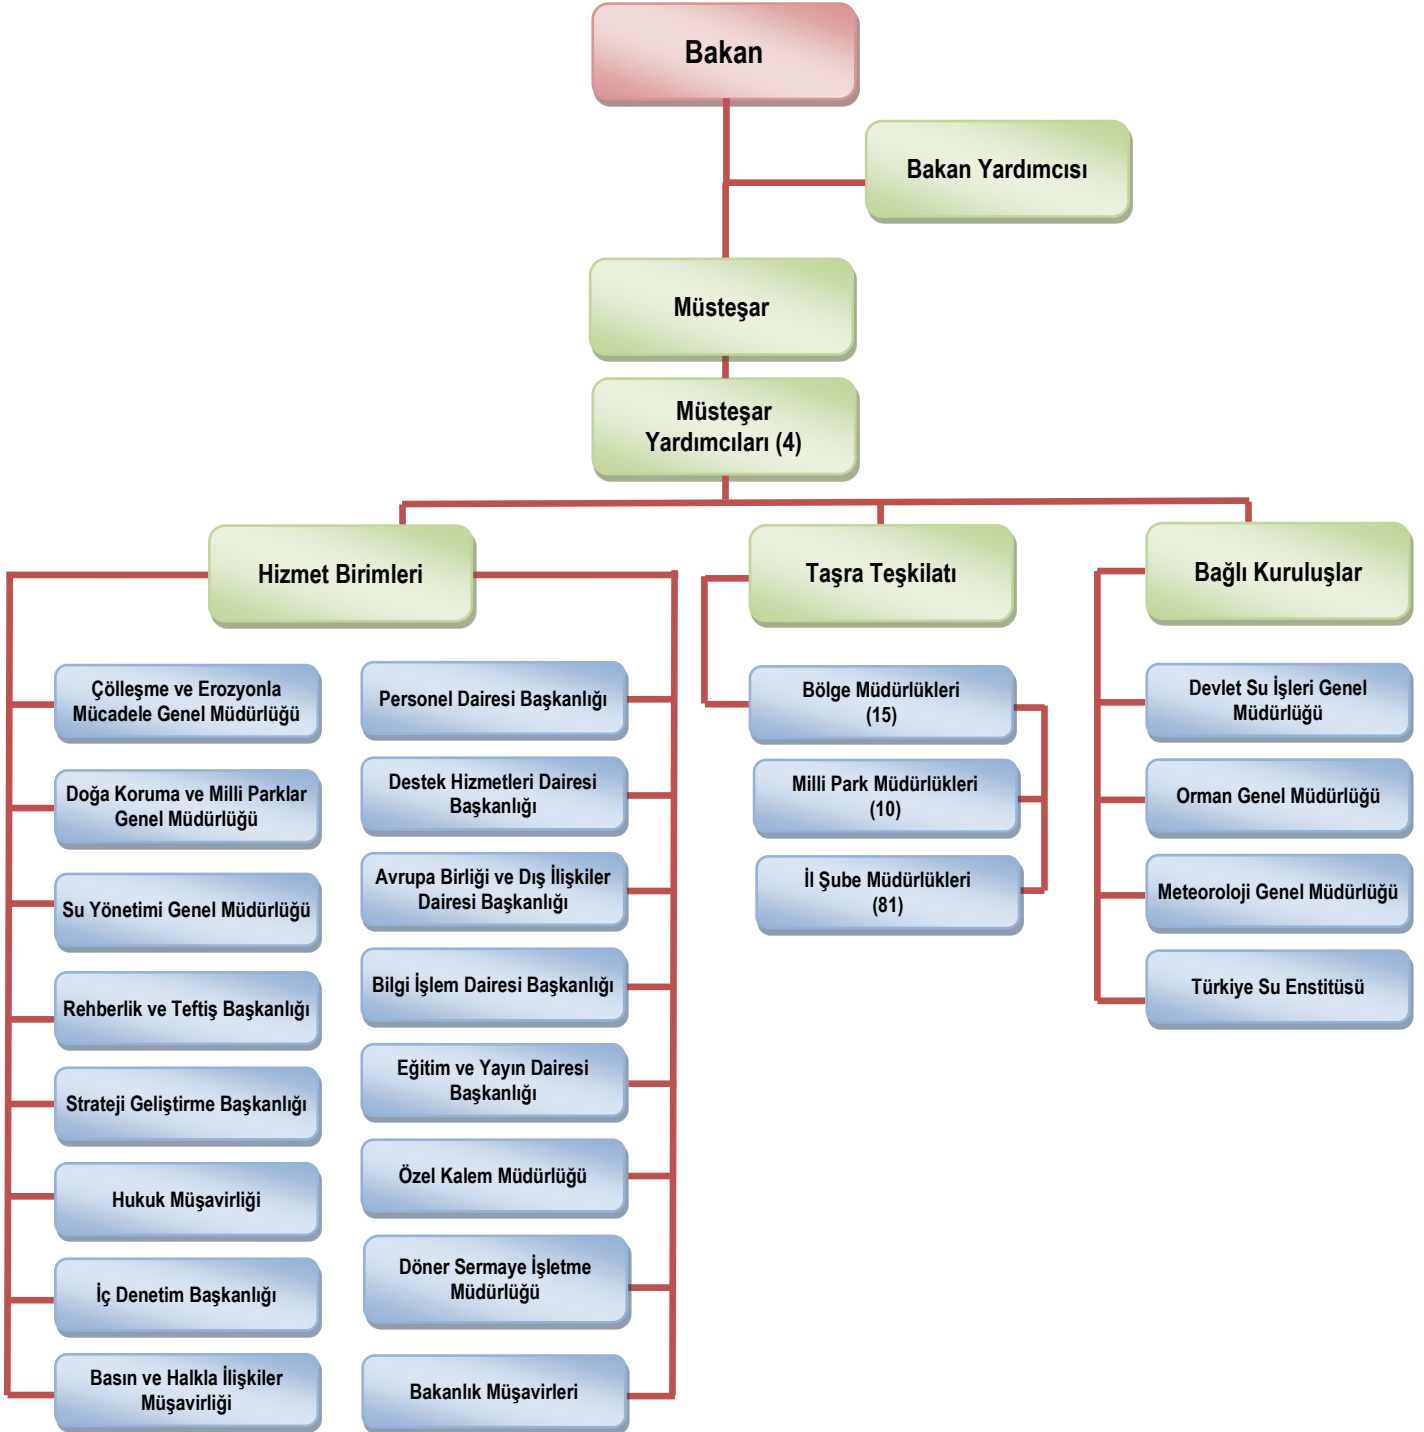 Bakan
Bakan Yardımcısı
Müsteşar
Müsteşar
Yardımcıları (4)
Hizmet Birimleri
Çölleşme ve Erozyonla
Mücadele Genel Müdürlüğü
Doğa Koruma ve Milli Parklar
Genel Müdürlüğü
Su Yönetimi Genel Müdürlüğü
Rehberlik ve Teftiş Başkanlığı
Strateji Geliştirme Başkanlığı
Hukuk Müşavirliği
İç Denetim Başkanlığı
Basın ve Halkla İlişkiler
Müşavirliği
Personel Dairesi Başkanlığı
Destek Hizmetleri Dairesi
Başkanlığı
Avrupa Birliği ve Dış İlişkiler
Dairesi Başkanlığı
Bilgi İşlem Dairesi Başkanlığı
Eğitim ve Yayın Dairesi
Başkanlığı
Özel Kalem Müdürlüğü
Döner Sermaye İşletme
Müdürlüğü
Bakanlık Müşavirleri
Taşra Teşkilatı
Bölge Müdürlükleri
(15)
Milli Park Müdürlükleri
(10)
İl Şube Müdürlükleri
(81)
Bağlı Kuruluşlar
Devlet Su İşleri Genel
Müdürlüğü
Orman Genel Müdürlüğü
Meteoroloji Genel Müdürlüğü
Türkiye Su Enstitüsü